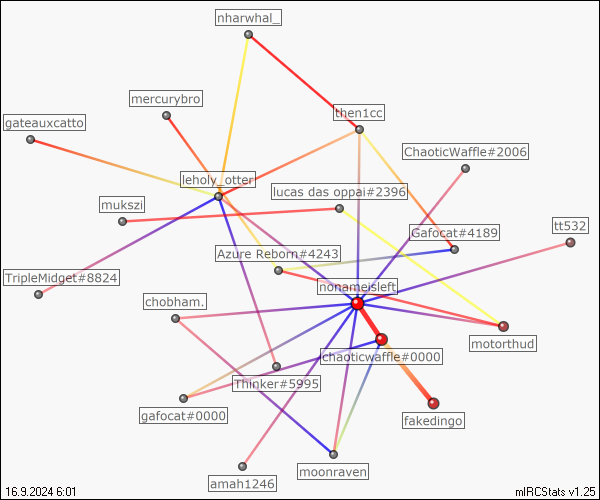 nharwhal_
mercurybro
then1cc
gateauxcatto
ChaoticWaffle#2006
leholy_otter
lucas das oppai#2396
mukszi
tt532
Gafocat#4189
Azure Reborn#4243
TripleMidget#8824
nonameisleft
chobham.
motorthud
chaoticwaffle#0000
Thinker#5995
gafocat#0000
fakedingo
moonraven
amah1246
16.9.2024 6:01
mIRCStats v1.25